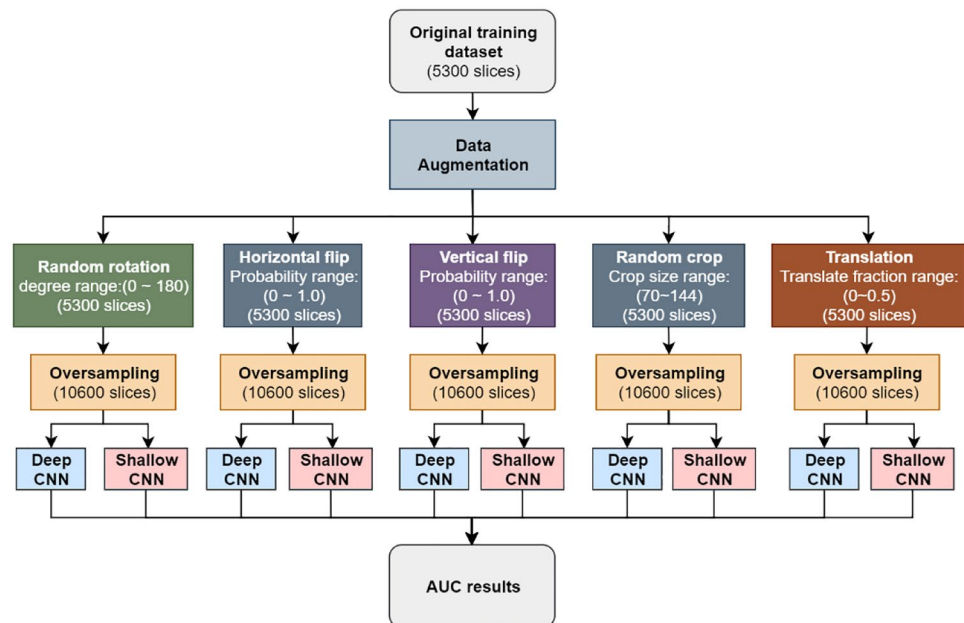 Original training
dataset
(5300 slices)
Data
Augmentation
Random rotation
degree range:(0 ~ 180)
(5300 slices)
Horizontal flip
Probability range:
(0 ~ 1.0)
(5300 slices)
Vertical flip
Probability range:
(0 ~ 1.0)
(5300 slices)
Random crop
Crop size range:
(70~144)
(5300 slices)
Translation
Translate fraction range:
(0~0.5)
(5300 slices)
Oversampling
(10600 slices)
Oversampling
(10600 slices)
Oversampling
(10600 slices)
Oversampling
(10600 slices)
Oversampling
(10600 slices)
Deep
CNN
Shallow
CNN
Deep
CNN
Shallow
CNN
Deep
CNN
Shallow
CNN
Deep
CNN
Shallow
CNN
Deep
CNN
Shallow
CNN
AUC results